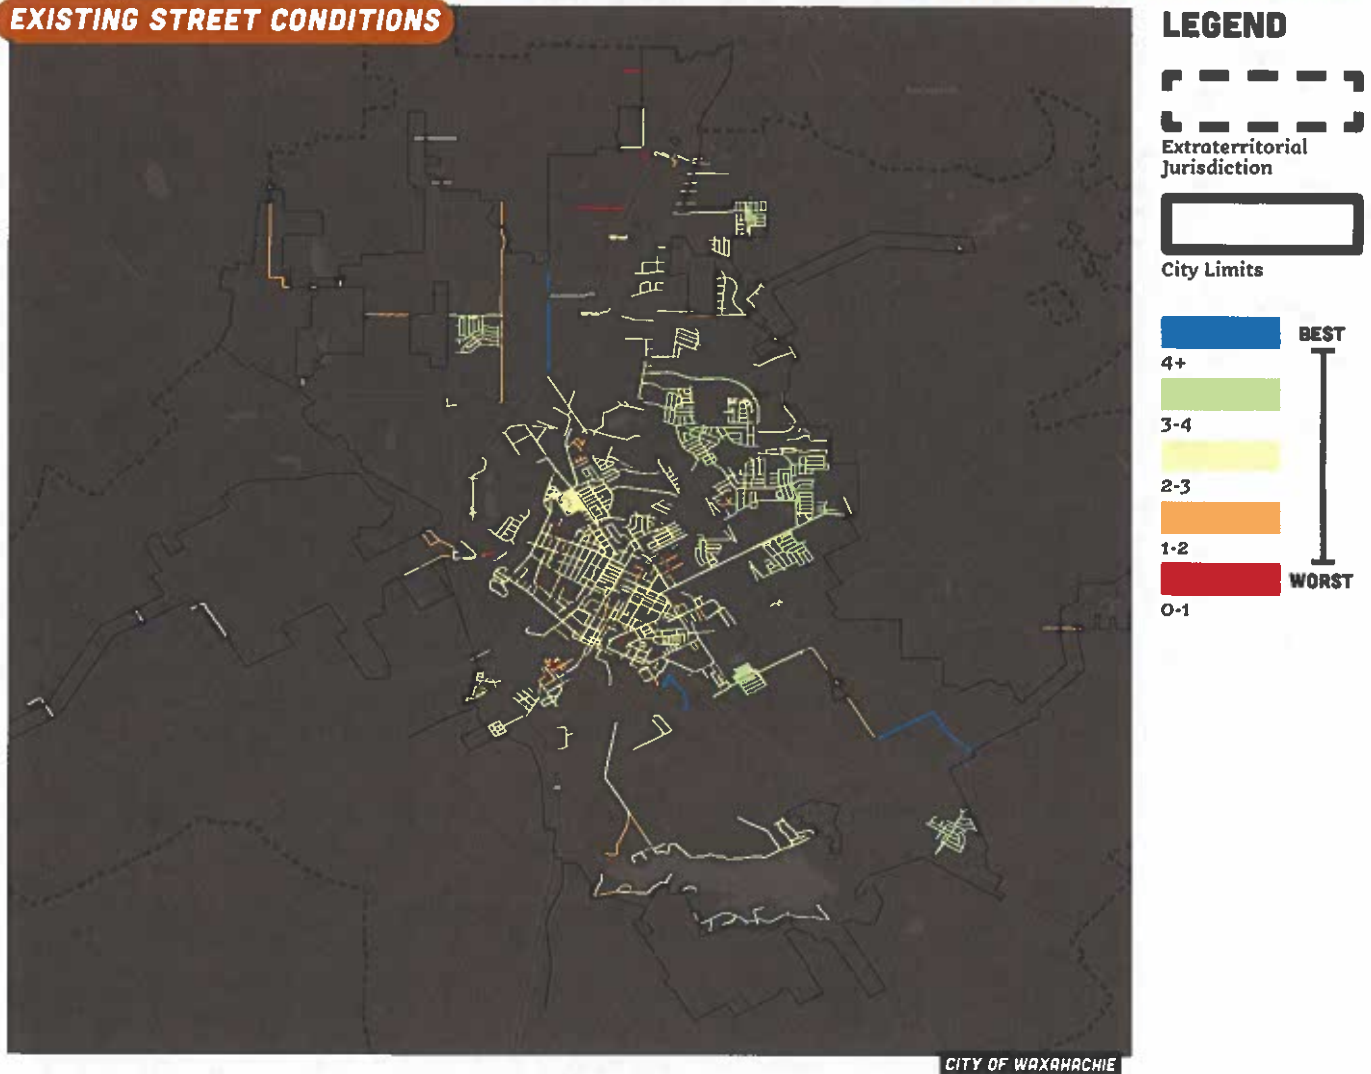 EXISTING STREET CONDITIONS
LEGEND
Extraterritorial
Jurisdiction
City Limits
BEST
4+
3-4
2-3
1-2
WORST
0-1
CITY OF WAXAHACHIE